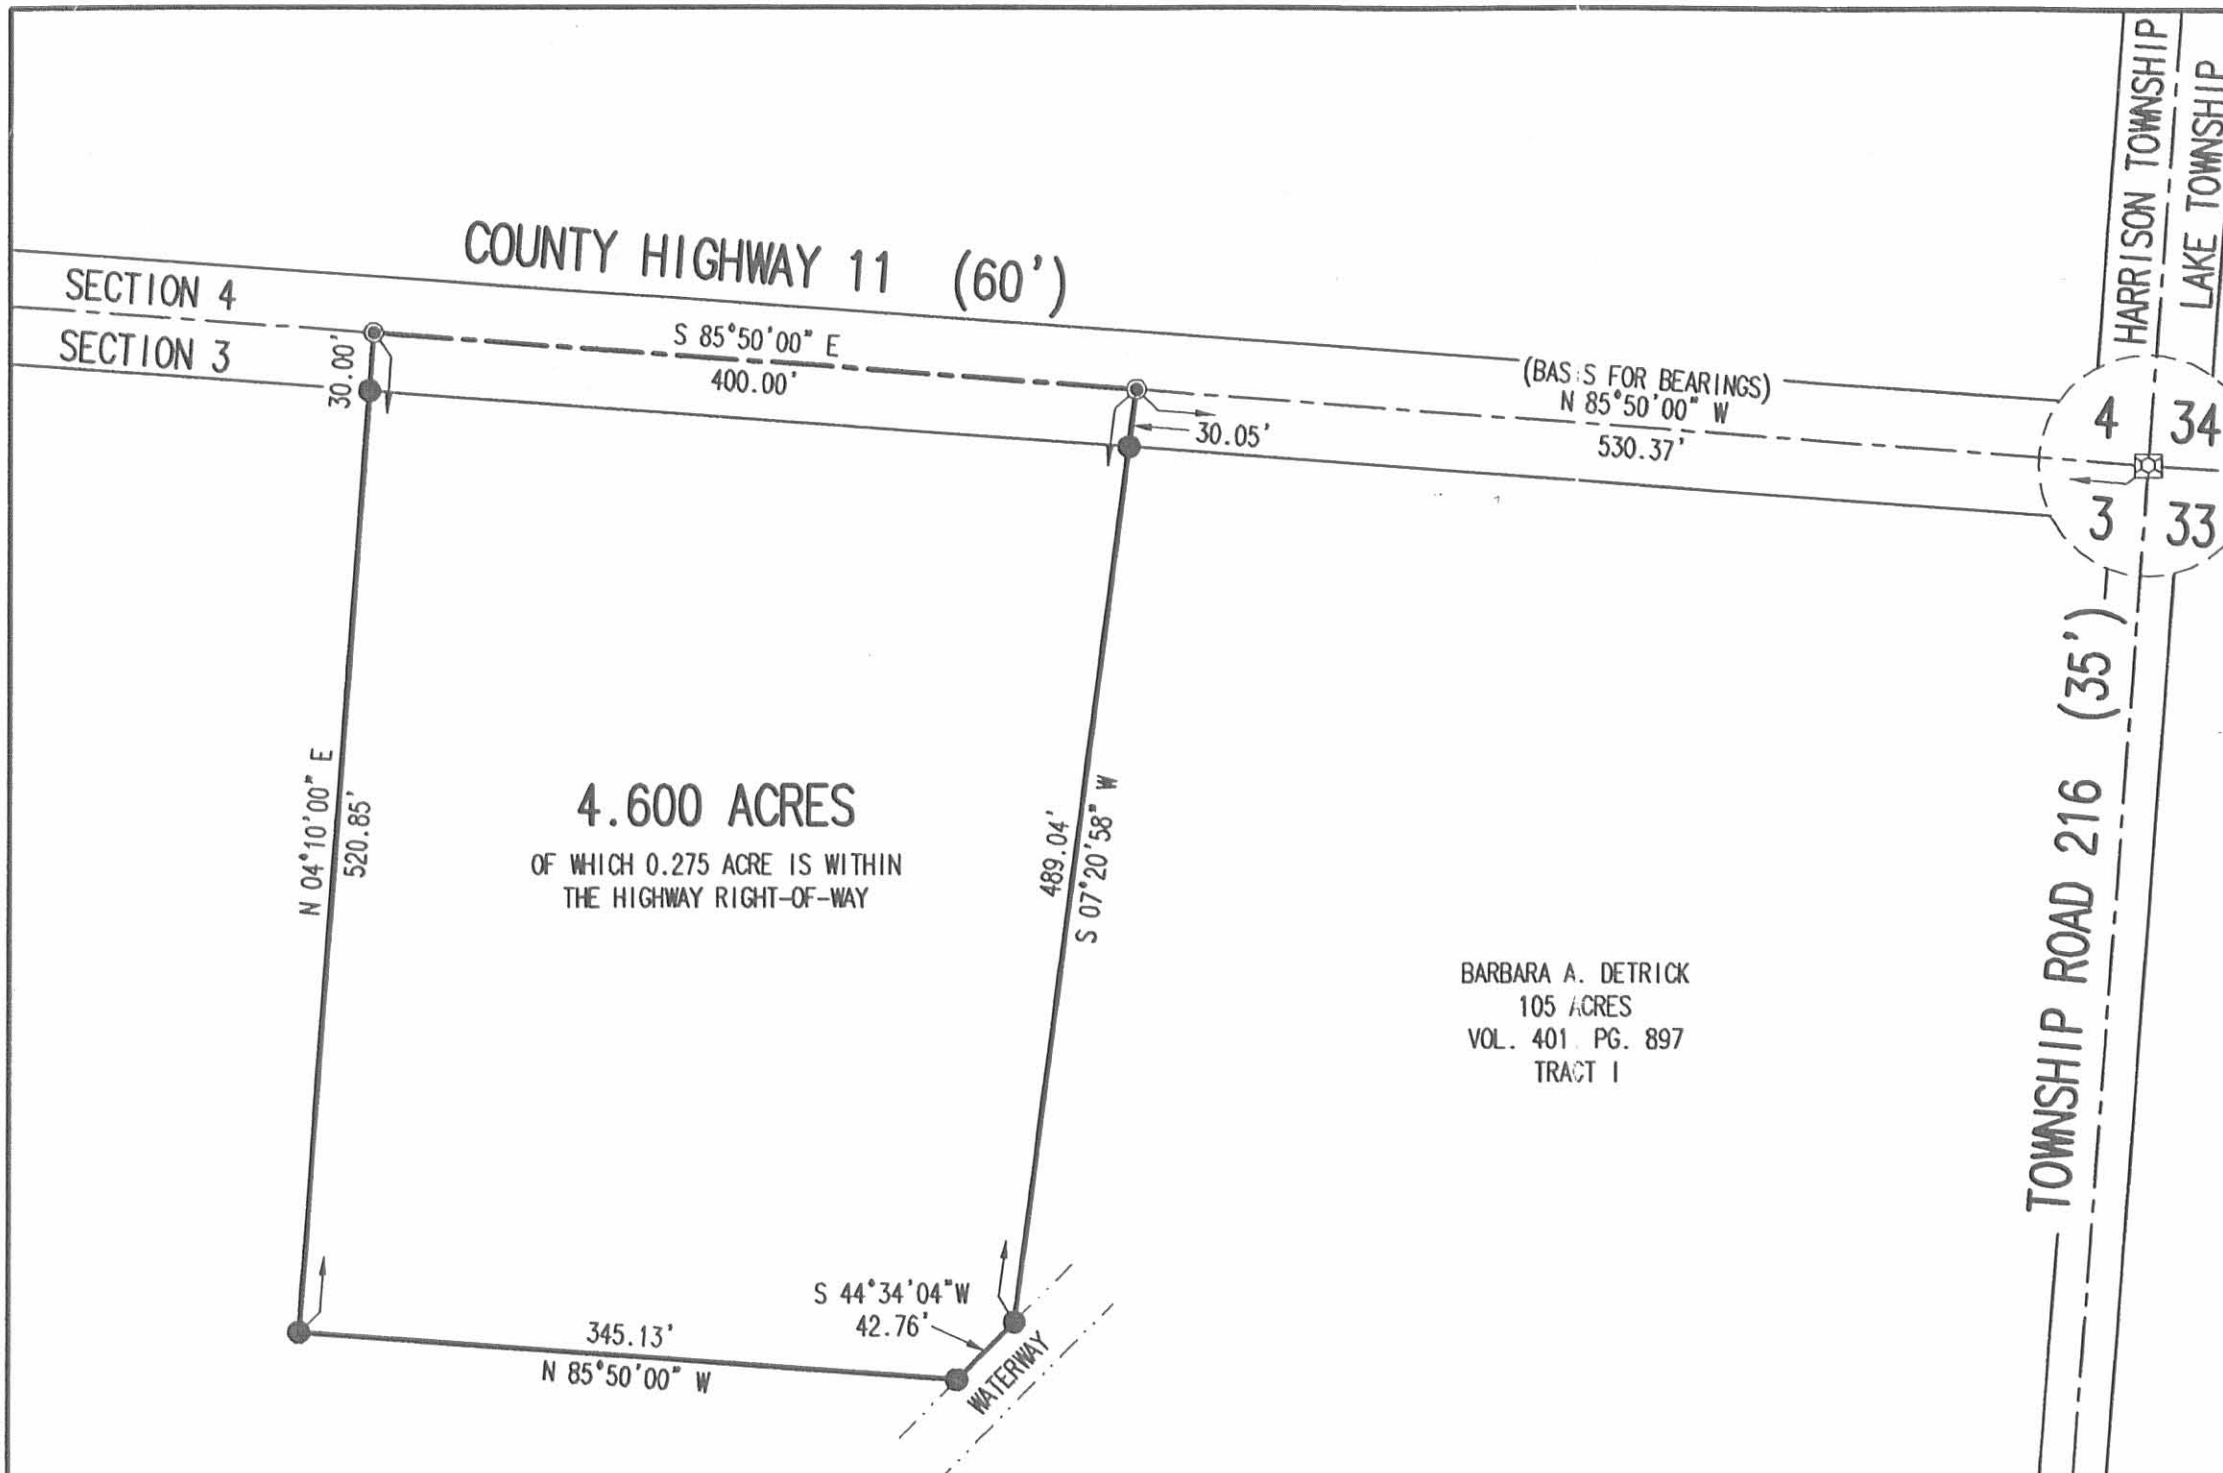 HARRISON TOWNSHIP
LAKE TOWNSHIP
COUNTY HIGHWAY 11 (60')
SECTION 4
SECTION 3
30.00'
S 85°50'00" E
400.00'
(BASIS FOR BEARINGS)
N 85°50'00" W
530.37'
30.05'
4 34
3 33
N 04°10'00" E
520.85'
4.600 ACRES
OF WHICH 0.275 ACRE IS WITHIN
THE HIGHWAY RIGHT-OF-WAY
489.04'
S 07°20'58" W
BARBARA A. DETRICK
105 ACRES
VOL. 401 PG. 897
TRACT I
TOWNSHIP ROAD 216 (35')
S 44°34'04"W
42.76'
345.13'
N 85°50'00" W
WATERWAY